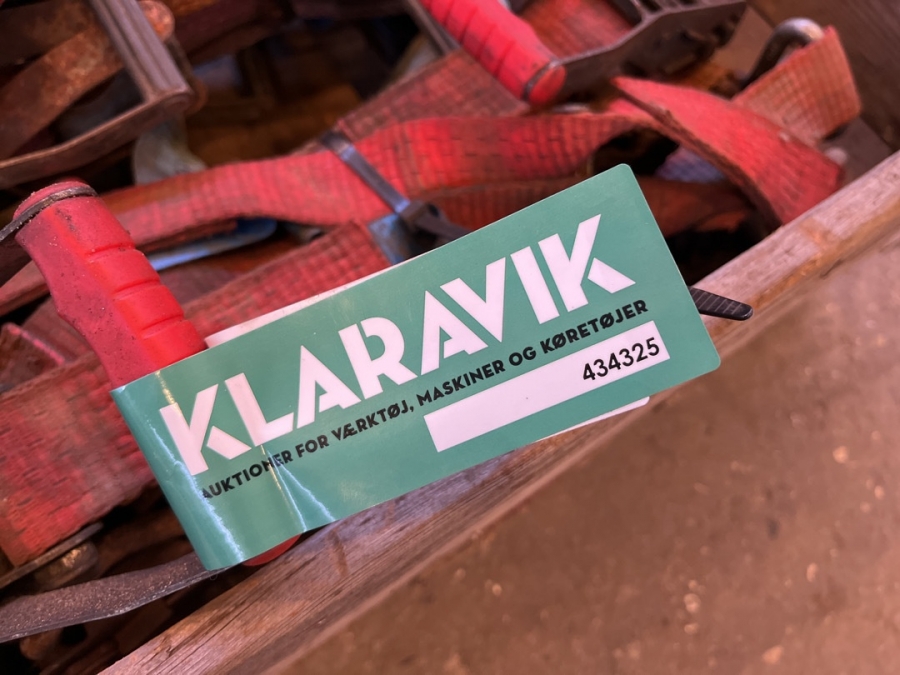 KLARAVIK
AUKTIONER FOR VÆRKTØJ, MASKINER OG KØRETØJER
434325